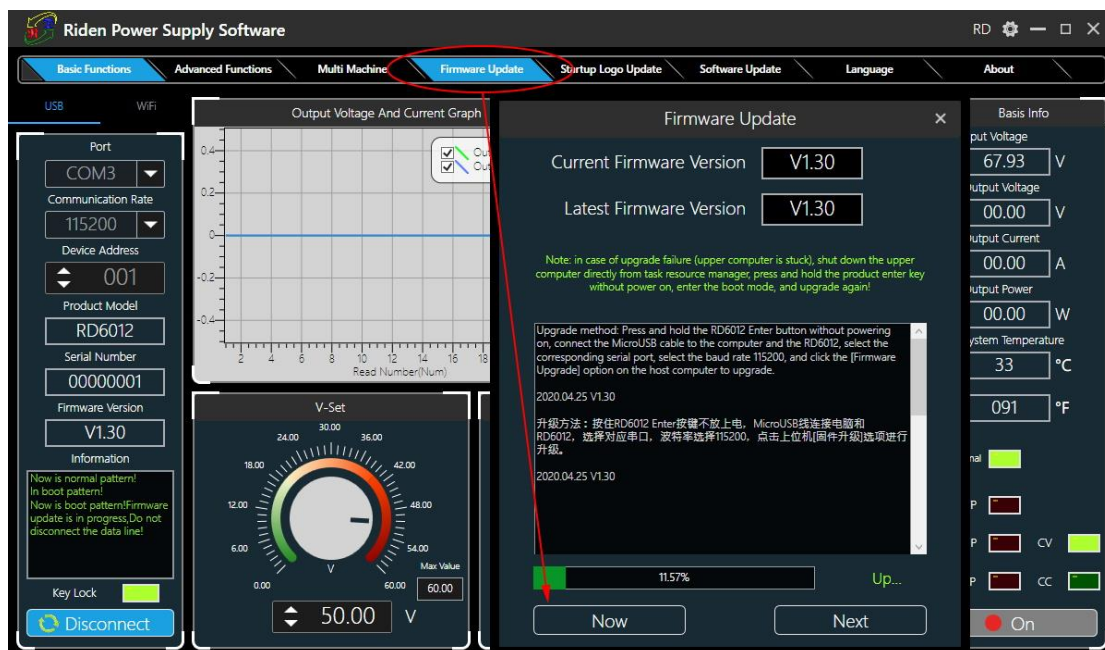 Riden Power Supply Software
RD
Basic Functions
Advanced Functions
Multi Machine
Firmware Update
Startup Logo Update
Software Update
Language
About
USB
WiFi
Port
COM3
Communication Rate
115200
Device Address
001
Product Model
RD6012
Serial Number
00000001
Firmware Version
V1.30
Information
Now is normal pattern!
In boot pattern!
Now is boot pattern!Firmware
update is in progress,Do not
disconnect the data line!
Key Lock
Disconnect
Output Voltage And Current Graph
0.4
0.2
0
-0.2
-0.4
2 4 6 8 10 12 14 16 18
Read Number(Num)
Ou
Out
V-Set
0.00
6.00
12.00
18.00
24.00
30.00
36.00
42.00
48.00
54.00
60.00
V
Max Value
60.00
50.00 V
Firmware Update
Current Firmware Version V1.30
Latest Firmware Version V1.30
Note: in case of upgrade failure (upper computer is stuck), shut down the upper
computer directly from task resource manager, press and hold the product enter key
without power on, enter the boot mode, and upgrade again!
Upgrade method: Press and hold the RD6012 Enter button without powering
on, connect the MicroUSB cable to the computer and the RD6012, select the
corresponding serial port, select the baud rate 115200, and click the [Firmware
Upgrade] option on the host computer to upgrade.
2020.04.25 V1.30
升级方法：按住RD6012 Enter按键不放上电，MicroUSB线连接电脑和
RD6012，选择对应串口，波特率选择115200，点击上位机[固件升级]选项进行
升级。
2020.04.25 V1.30
11.57%
Up...
Now
Next
Basis Info
put Voltage
67.93 V
utput Voltage
00.00 V
utput Current
00.00 A
utput Power
00.00 W
ystem Temperature
33 °C
091 °F
nal
P
P
CV
P
CC
On